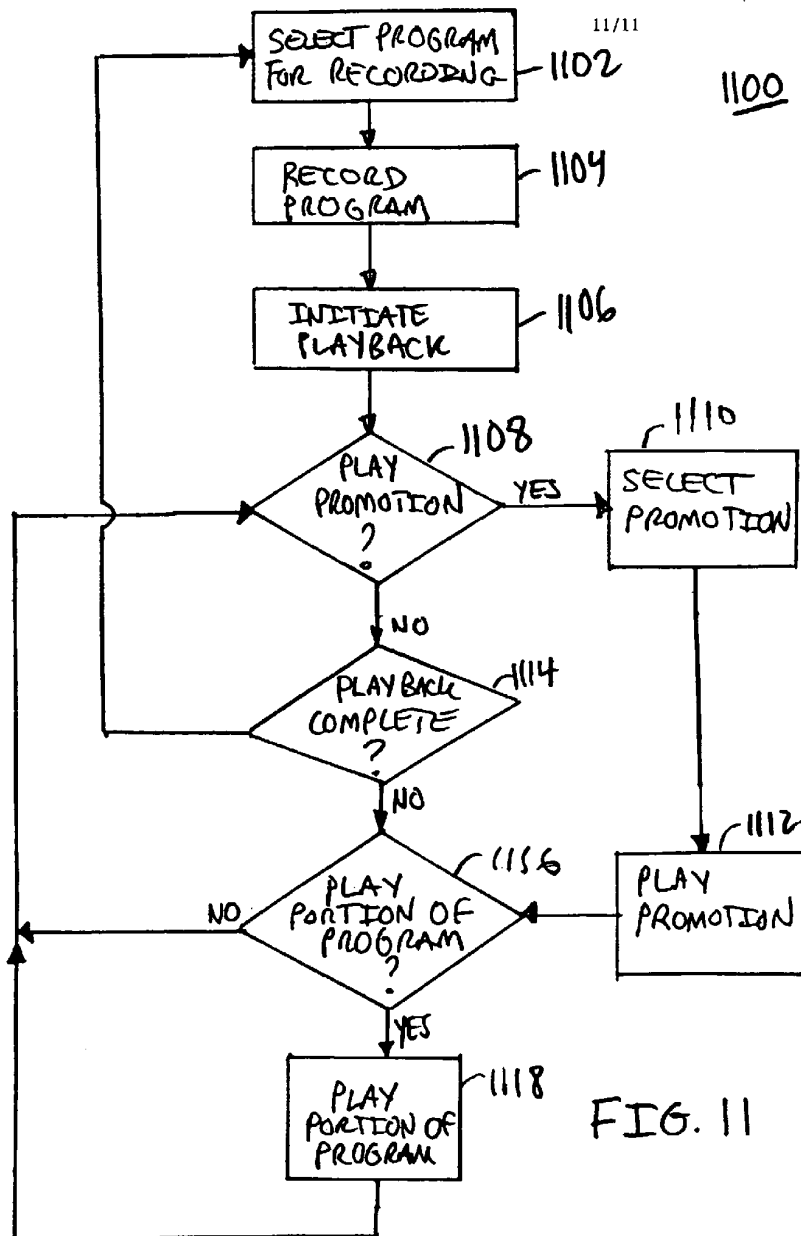 11/11
1100
SELECT PROGRAM
FOR RECORDING
1102
RECORD
PROGRAM
1104
INITIATE
PLAYBACK
1106
PLAY
PROMOTION
?
1108
YES
1110
SELECT
PROMOTION
NO
PLAYBACK
COMPLETE
?
1114
NO
1112
PLAY
PROMOTION
PLAY
PORTION OF
PROGRAM
?
1156
NO
YES
PLAY
PORTION OF
PROGRAM
1118
FIG. 11